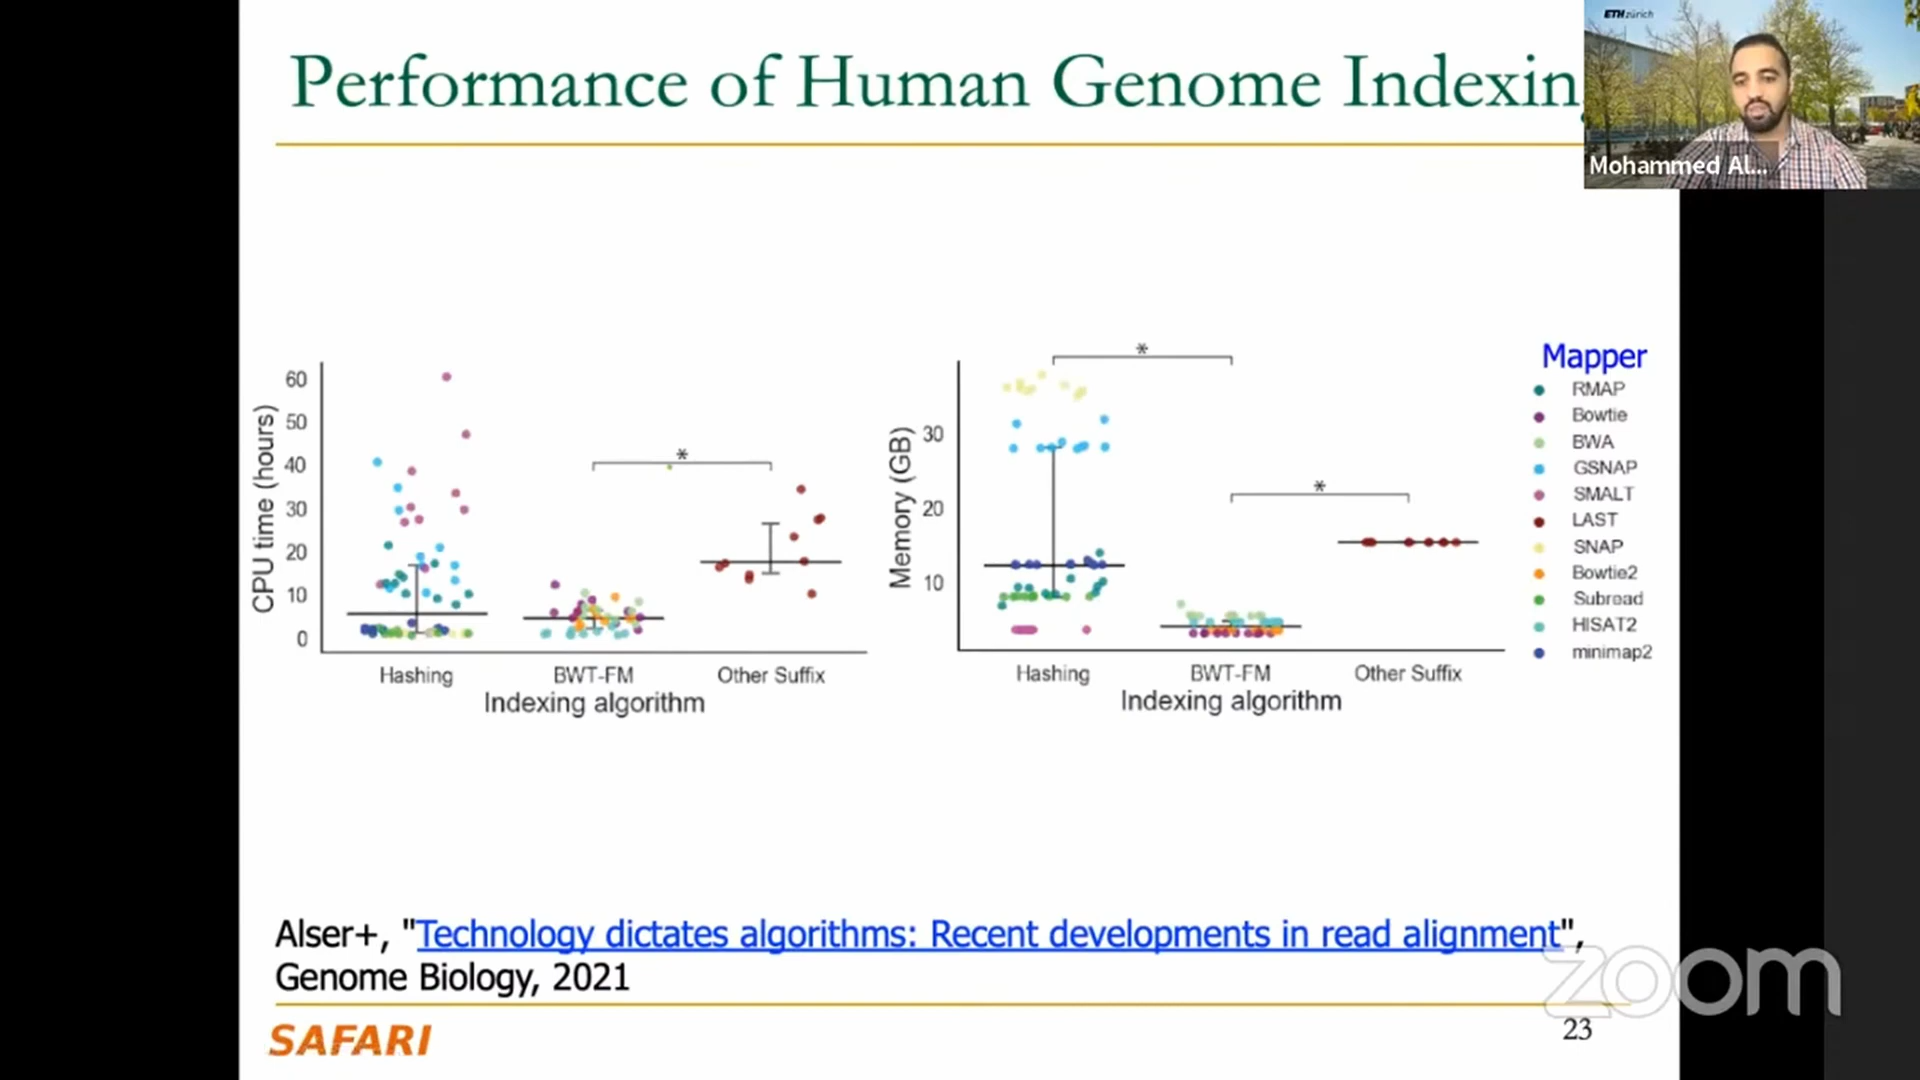 Performance of Human Genome Indexin
ETH zürich
Mohammed Al...
CPU time (hours)
60
50
40
30
20
10
0
*
Hashing
BWT-FM
Other Suffix
Indexing algorithm
Memory (GB)
30
20
10
*
*
Hashing
BWT-FM
Other Suffix
Indexing algorithm
Mapper
RMAP
Bowtie
BWA
GSNAP
SMALT
LAST
SNAP
Bowtie2
Subread
HISAT2
minimap2
Alser+, "Technology dictates algorithms: Recent developments in read alignment",
Genome Biology, 2021
zoom
SAFARI
23